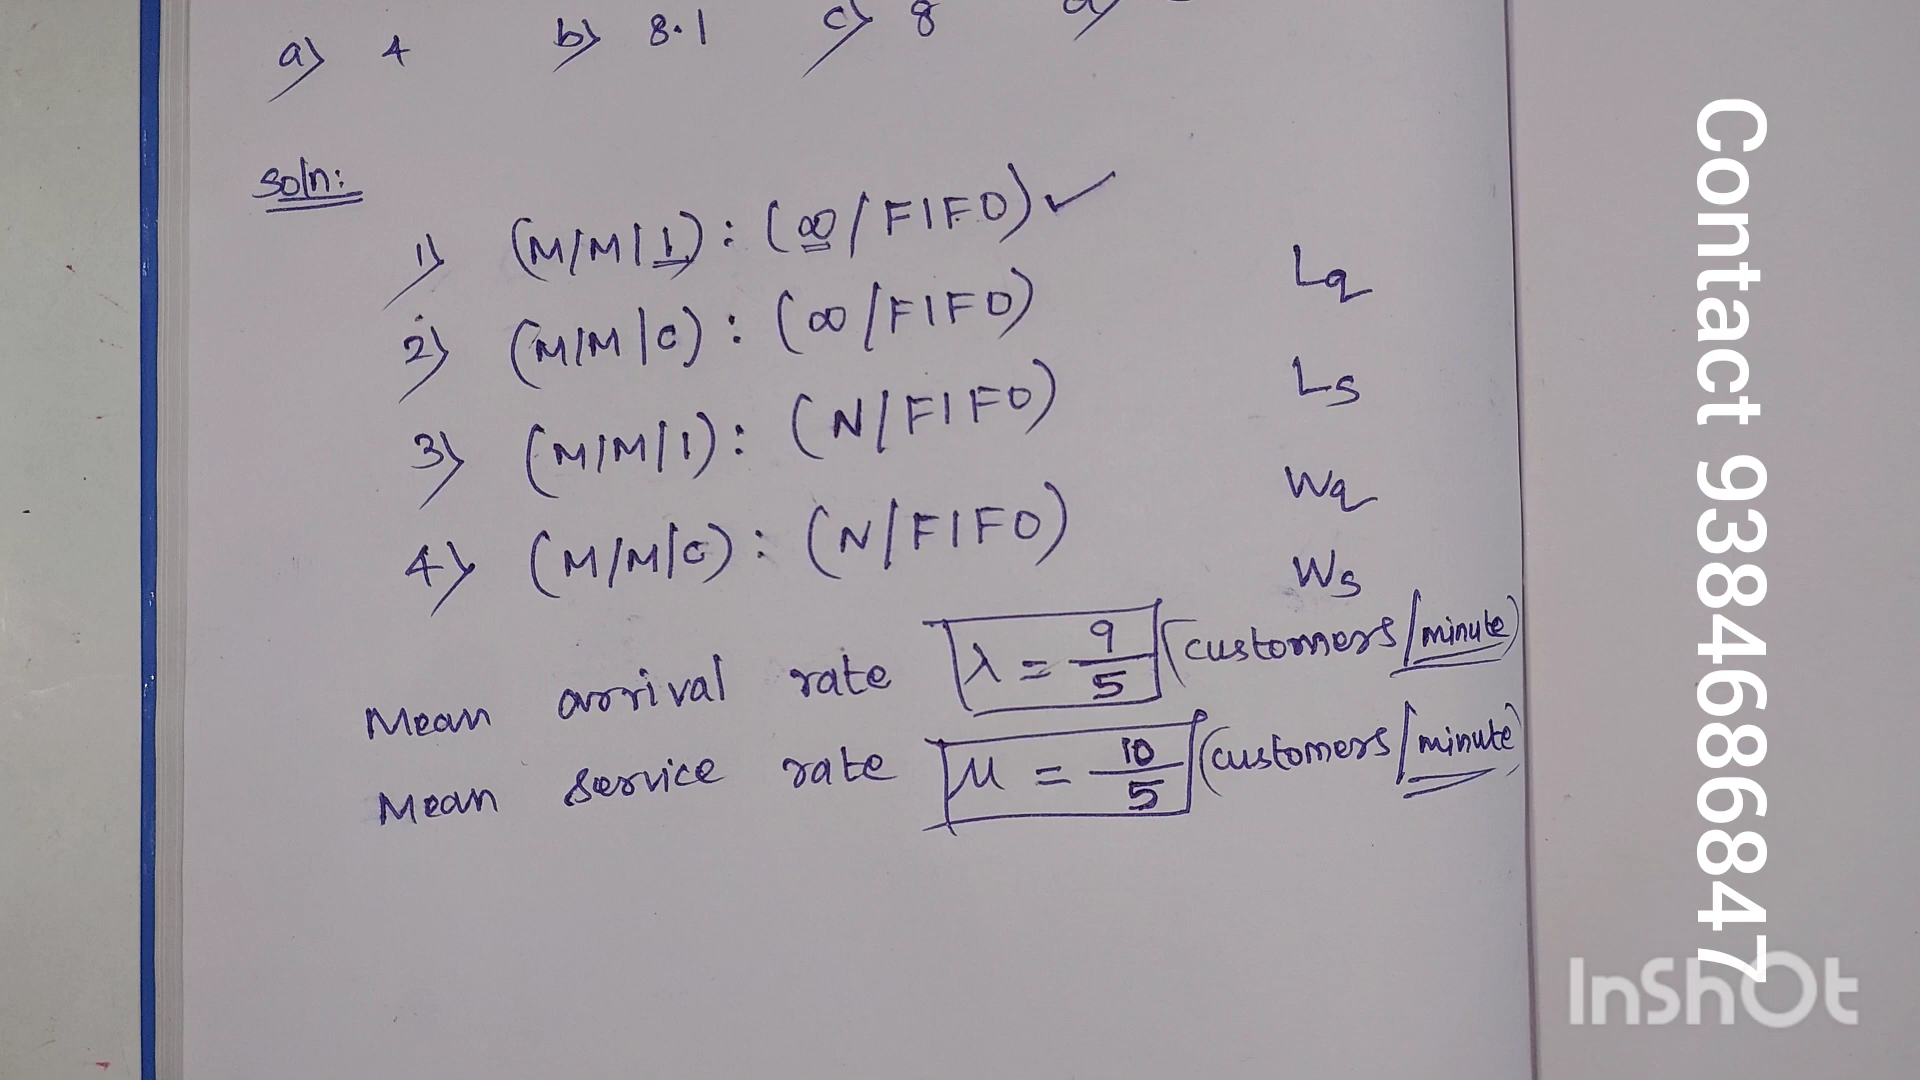 a) 4 b) 8.1 c) 8 d)
Soln:
1) (M/M/1) : (∞/FIFO) ✓
2) (M/M/C) : (∞/FIFO)
3) (M/M/1) : (N/FIFO)
4) (M/M/C) : (N/FIFO)
Lq
Ls
Wq
Ws
Mean arrival rate λ = 9/5 (customers/minute)
Mean service rate μ = 10/5 (customers/minute)
Contact 9384686847
InShOt